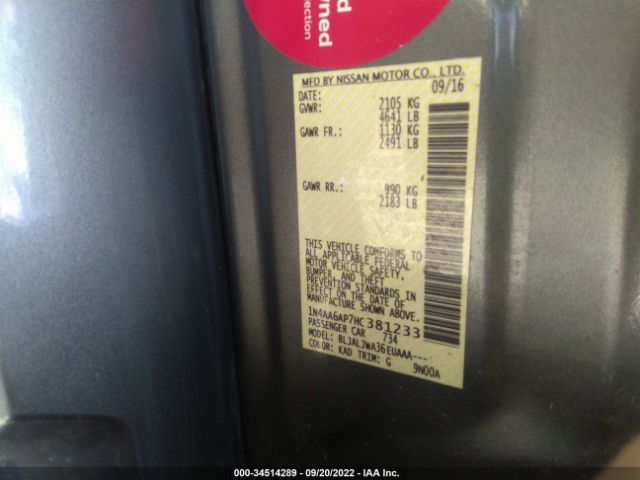 d
wned
ection
MFD BY NISSAN MOTOR CO., LTD.
DATE: 09/16
GVWR: 2105 KG
4641 LB
GAWR FR.: 1130 KG
2491 LB
GAWR RR.: 990 KG
2183 LB
THIS VEHICLE CONFORMS TO
ALL APPLICABLE FEDERAL
MOTOR VEHICLE SAFETY,
BUMPER, AND THEFT
PREVENTION STANDARDS IN
EFFECT ON THE DATE OF
MANUFACTURE SHOWN ABOVE.
1N4AA6AP7HC381233
PASSENGER CAR 734
MODEL: BLJALJWA36EUAAA---
COLOR: KAD TRIM: G 9N00A
000-34514289 - 09/20/2022 - IAA Inc.